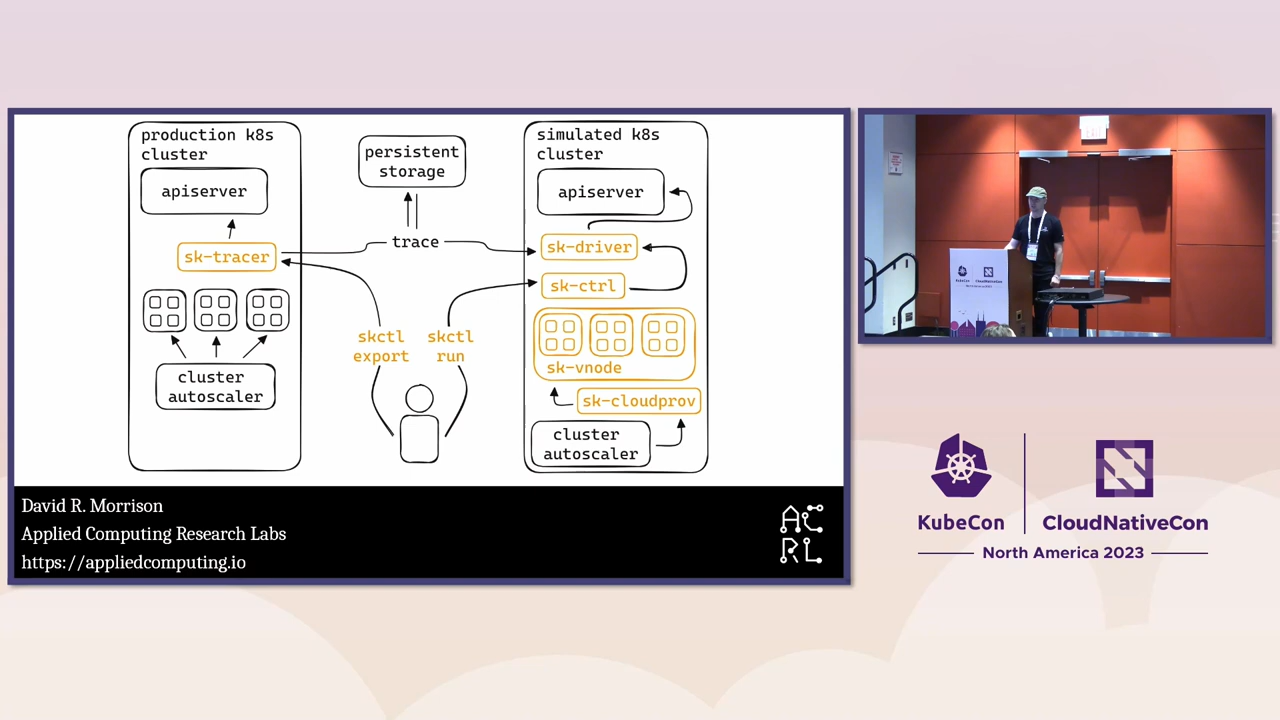 production k8s
cluster
apiserver
sk-tracer
cluster
autoscaler
persistent
storage
trace
skctl
export
skctl
run
simulated k8s
cluster
apiserver
sk-driver
sk-ctrl
sk-vnode
sk-cloudprov
cluster
autoscaler
David R. Morrison
Applied Computing Research Labs
https://appliedcomputing.io
AC
RL
EXIT
KubeCon
CloudNativeCon
North America 2023